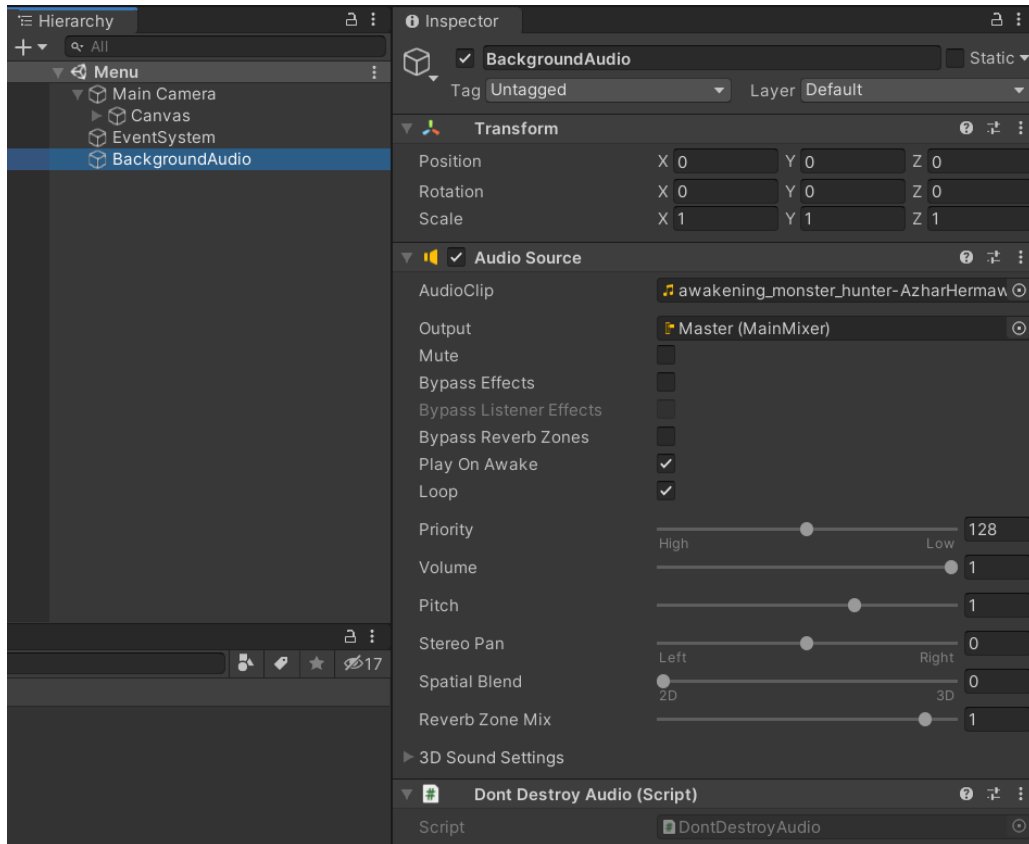 Hierarchy
All
Menu
Main Camera
Canvas
EventSystem
BackgroundAudio
17
Inspector
BackgroundAudio Static
Tag Untagged Layer Default
Transform
Position X 0 Y 0 Z 0
Rotation X 0 Y 0 Z 0
Scale X 1 Y 1 Z 1
Audio Source
AudioClip awakening_monster_hunter-AzharHermaw
Output Master (MainMixer)
Mute
Bypass Effects
Bypass Listener Effects
Bypass Reverb Zones
Play On Awake
Loop
Priority 128
High Low
Volume 1
Pitch 1
Stereo Pan 0
Left Right
Spatial Blend 0
2D 3D
Reverb Zone Mix 1
3D Sound Settings
# Dont Destroy Audio (Script)
Script # DontDestroyAudio